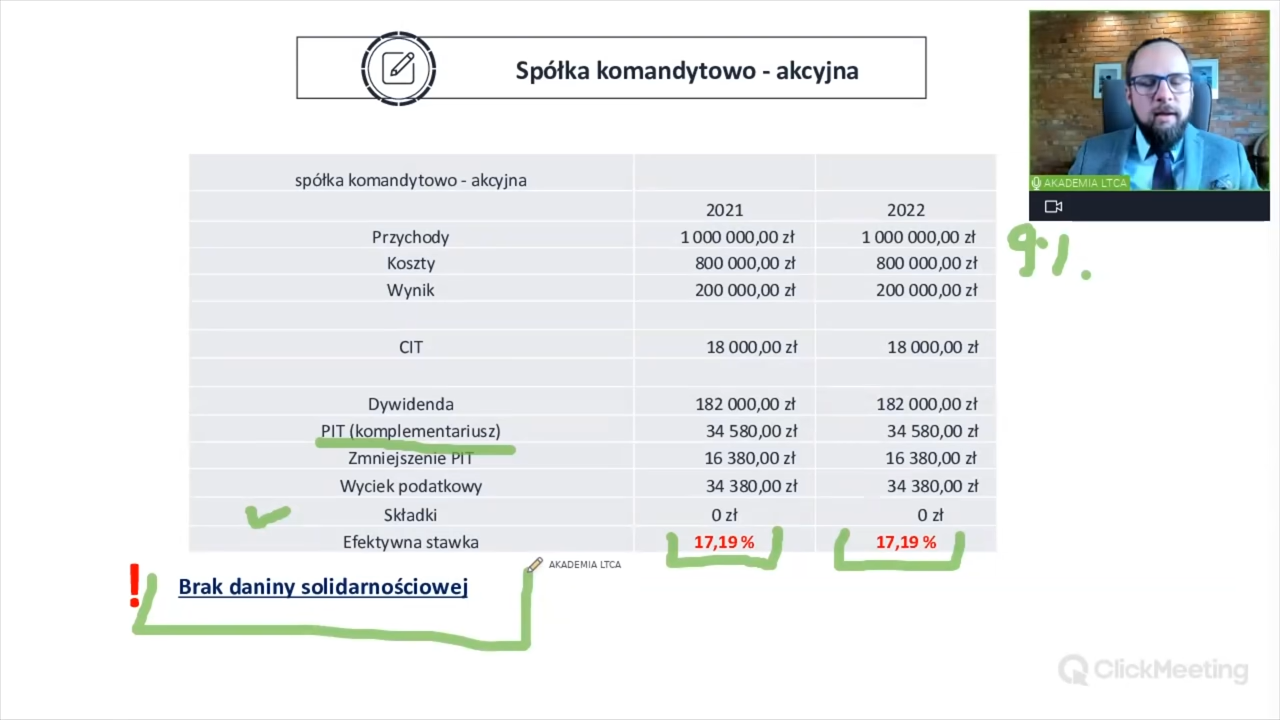 Spółka komandytowo - akcyjna
AKADEMIA LTCA
spółka komandytowo - akcyjna
2021 2022
Przychody 1 000 000,00 zł 1 000 000,00 zł
9%.
Koszty 800 000,00 zł 800 000,00 zł
Wynik 200 000,00 zł 200 000,00 zł
CIT 18 000,00 zł 18 000,00 zł
Dywidenda 182 000,00 zł 182 000,00 zł
PIT (komplementariusz) 34 580,00 zł 34 580,00 zł
Zmniejszenie PIT 16 380,00 zł 16 380,00 zł
Wyciek podatkowy 34 380,00 zł 34 380,00 zł
Składki 0 zł 0 zł
Efektywna stawka 17,19 % 17,19 %
AKADEMIA LTCA
! Brak daniny solidarnościowej
ClickMeeting